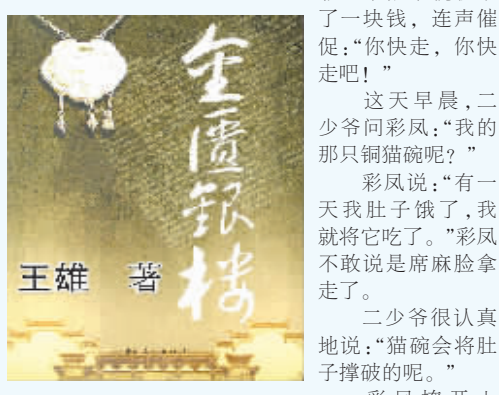 金匮银楼
王雄 著
了一块钱，连声催
促：“你快走，你快
走吧！”
这天早晨，二
少爷问彩凤：“我的
那只铜猫碗呢？”
彩凤说：“有一
天我肚子饿了，我
就将它吃了。”彩凤
不敢说是席麻脸拿
走了。
二少爷很认真
地说：“猫碗会将肚
子撑破的呢。”